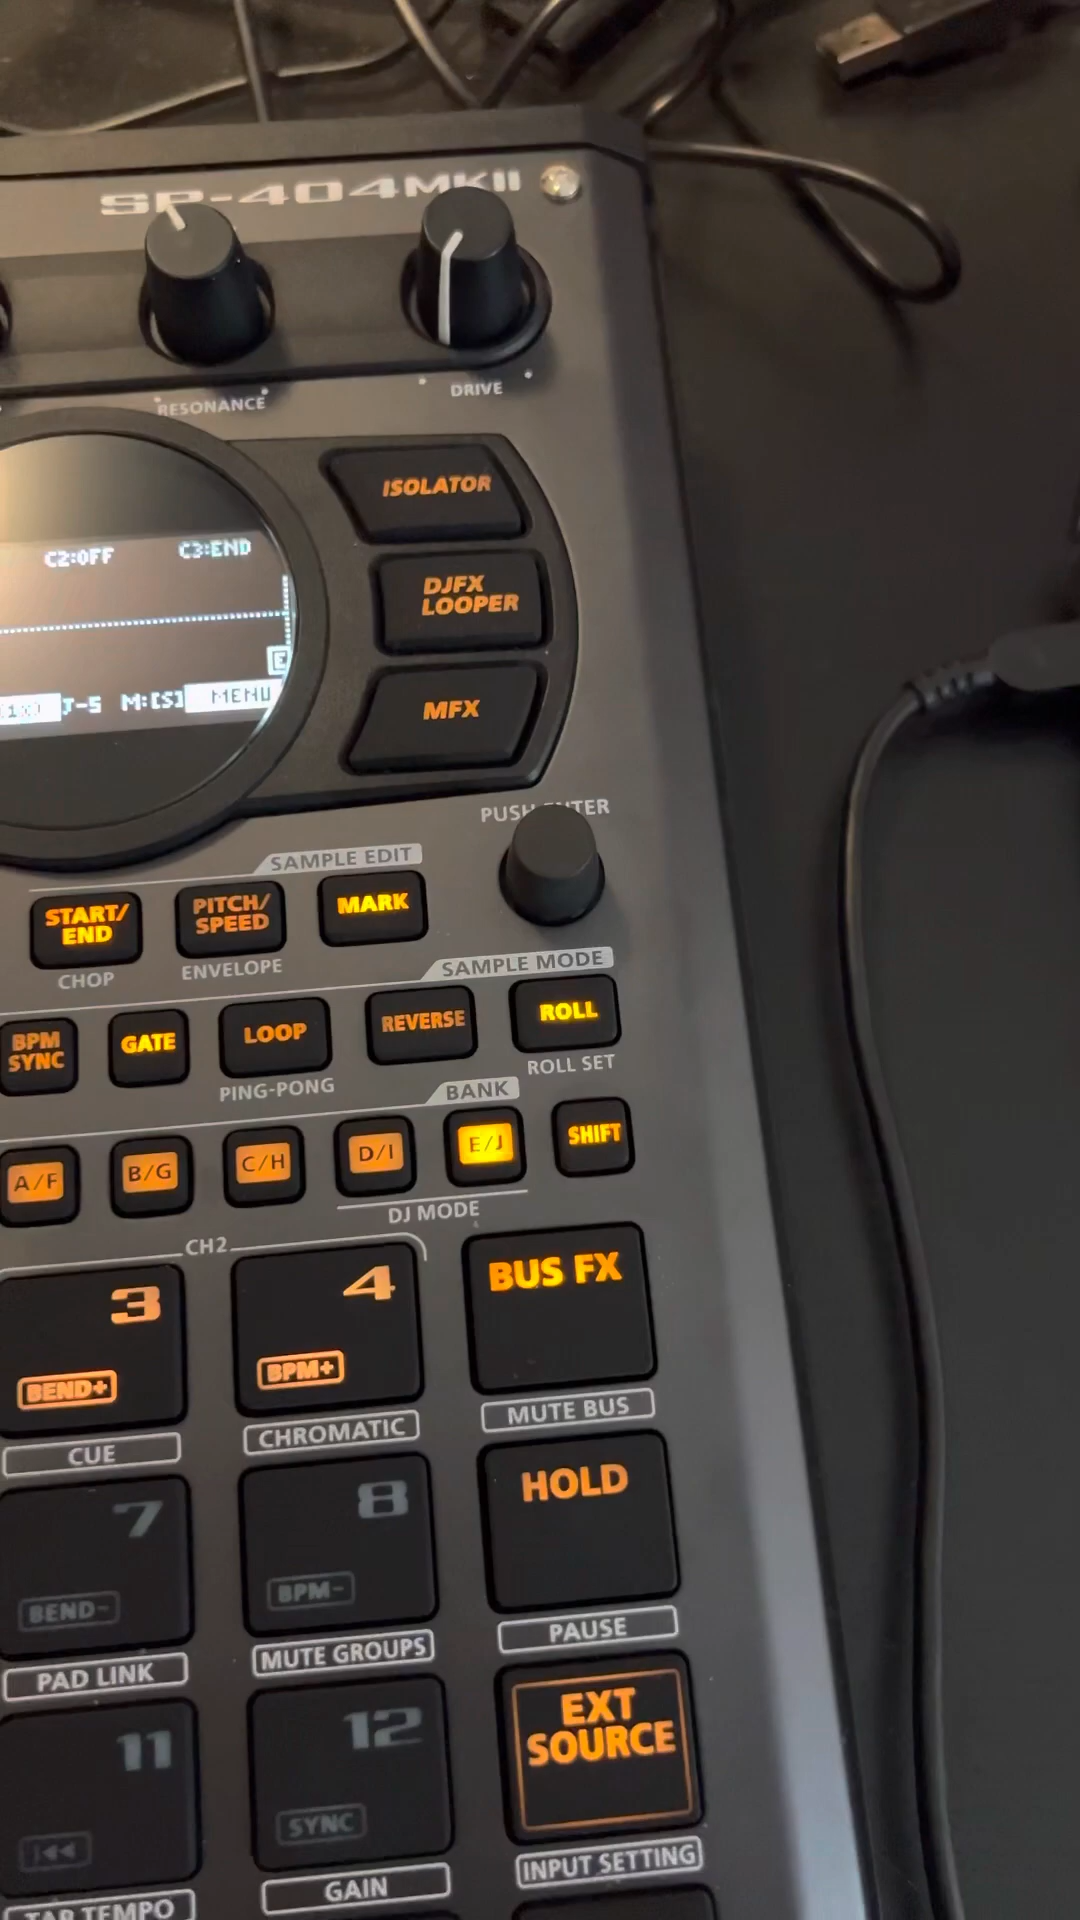 SP-404MKII
RESONANCE
DRIVE
ISOLATOR
DJFX
LOOPER
MFX
C2:OFF
C3:END
E
M:[S]
MENU
PUSH ENTER
SAMPLE EDIT
START/
END
PITCH/
SPEED
MARK
CHOP
ENVELOPE
SAMPLE MODE
BPM
SYNC
GATE
LOOP
REVERSE
ROLL
PING-PONG
ROLL SET
BANK
A/F
B/G
C/H
D/I
E/J
SHIFT
DJ MODE
CH2
3
BEND+
4
BPM+
BUS FX
CUE
CHROMATIC
MUTE BUS
7
BEND-
8
BPM-
HOLD
PAD LINK
MUTE GROUPS
PAUSE
11
12
SYNC
EXT
SOURCE
TAP TEMPO
GAIN
INPUT SETTING